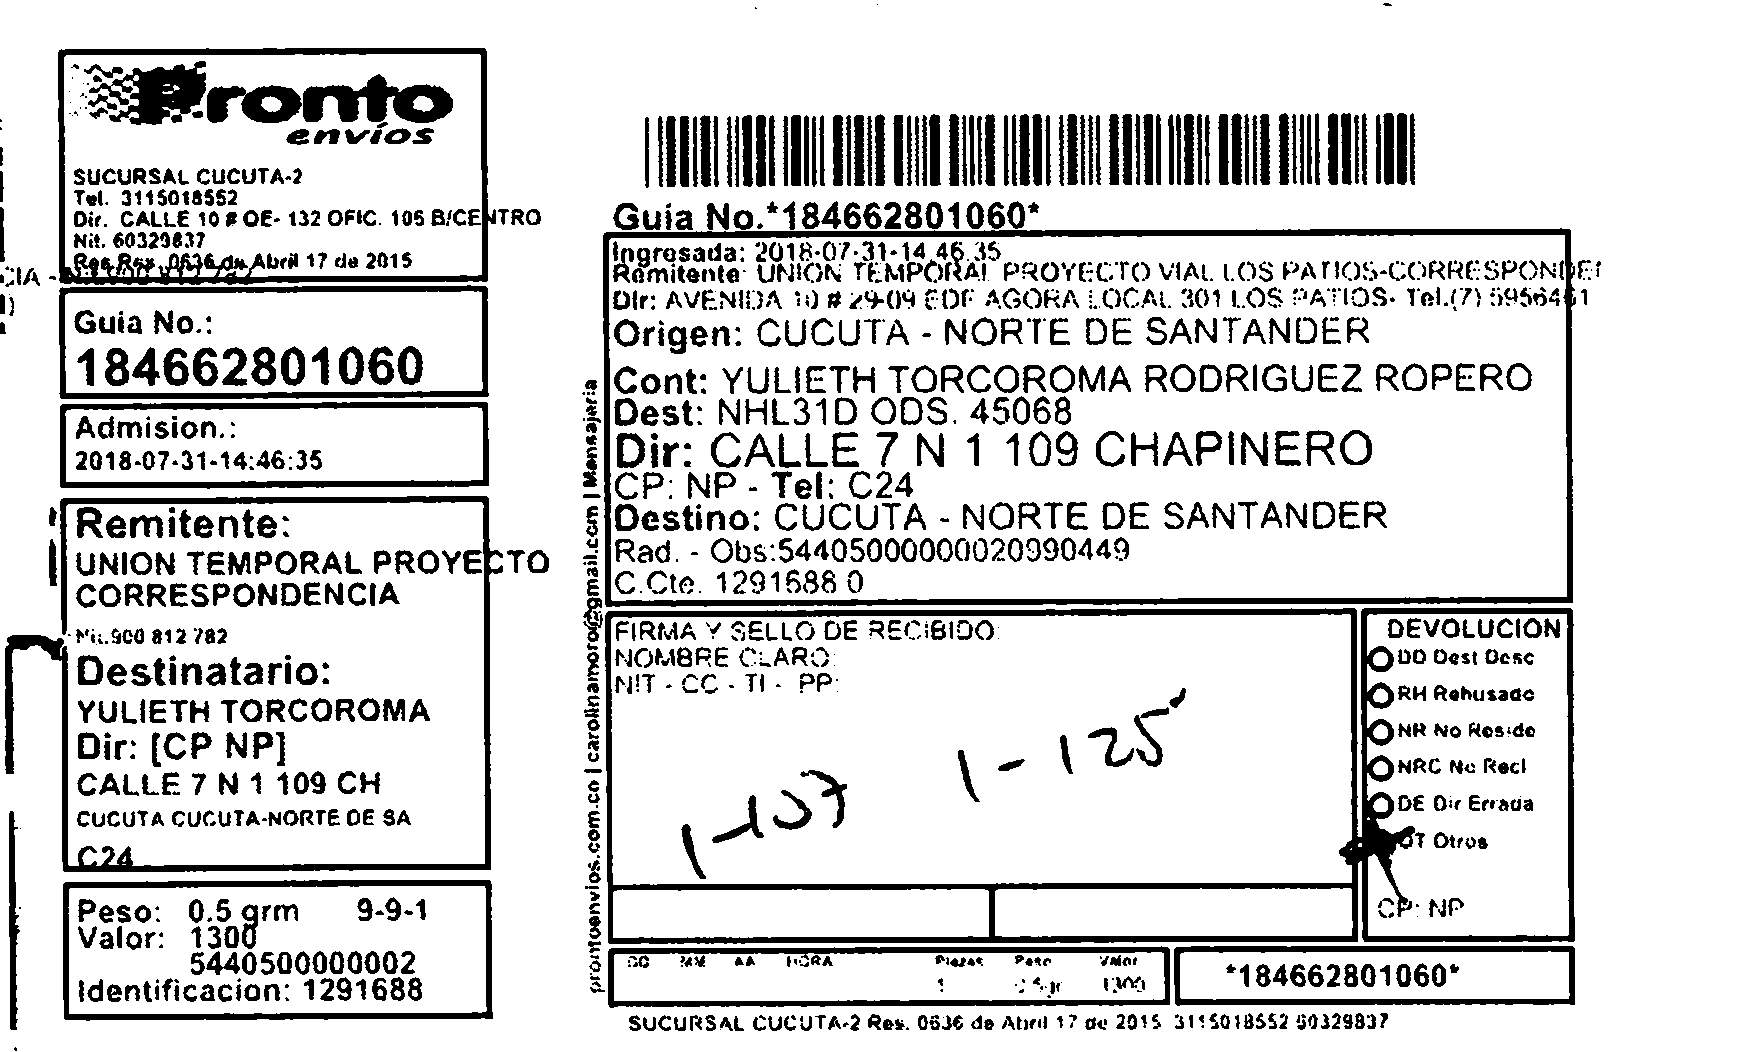 Pronto
envíos
SUCURSAL CUCUTA-2
Tel. 3115018552
Dir. CALLE 10 # OE- 132 OFIC. 105 B/CENTRO
Nit. 60329837
Res Res. 0636 de Abril 17 de 2015
Guia No.:
184662801060
Admision.:
2018-07-31-14:46:35
Remitente:
UNION TEMPORAL PROYECTO
CORRESPONDENCIA
Nit.900 812 782
Destinatario:
YULIETH TORCOROMA
Dir: [CP NP]
CALLE 7 N 1 109 CH
CUCUTA CUCUTA-NORTE DE SA
C24
Peso: 0.5 grm 9-9-1
Valor: 1300
5440500000002
Identificacion: 1291688
prontoenvios.com.co | carolinamoro@gmail.com | Mensajeria
Guia No.*184662801060*
Ingresada: 2018-07-31-14.46.35
Remitente: UNION TEMPORAL PROYECTO VIAL LOS PATIOS-CORRESPONDE
Dir: AVENIDA 10 # 29-09 EDF AGORA LOCAL 301 LOS PATIOS- Tel.(7) 5956461
Origen: CUCUTA - NORTE DE SANTANDER
Cont: YULIETH TORCOROMA RODRIGUEZ ROPERO
Dest: NHL31D ODS. 45068
Dir: CALLE 7 N 1 109 CHAPINERO
CP: NP - Tel: C24
Destino: CUCUTA - NORTE DE SANTANDER
Rad. - Obs:54405000000020990449
C.Cte. 1291688 0
FIRMA Y SELLO DE RECIBIDO:
NOMBRE CLARO:
NIT - CC - TI - PP:
1-107 1-125
DEVOLUCION
DD Dest Desc
RH Rehusado
NR No Reside
NRC No Recl
DE Dir Errada
OT Otros
CP: NP
DD MM AA HORA Piezas Peso Valor
1 0.5gr 1300
*184662801060*
SUCURSAL CUCUTA-2 Res. 0636 de Abril 17 de 2015 3115018552 60329837